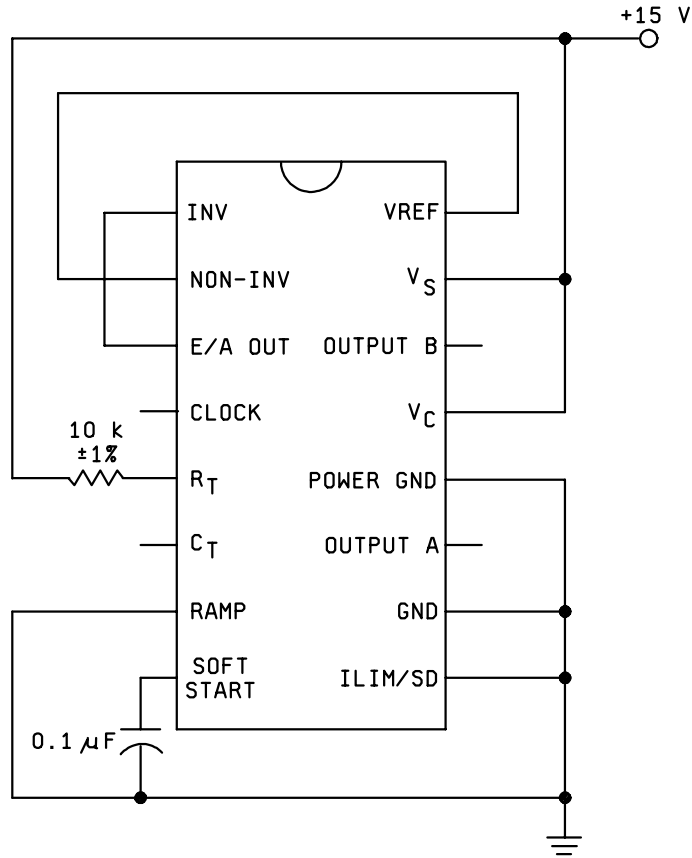 +15 V
INV
VREF
NON-INV
VS
E/A OUT
OUTPUT B
CLOCK
VC
10 k
±1%
RT
POWER GND
CT
OUTPUT A
RAMP
GND
SOFT
START
ILIM/SD
0.1 µF